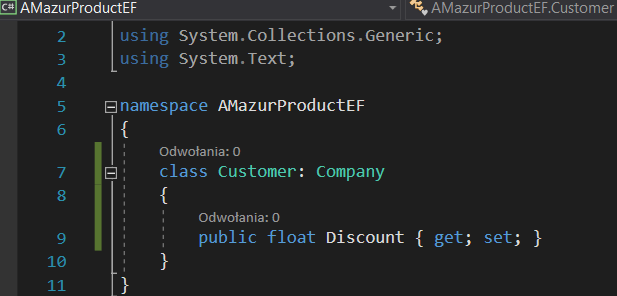 C# AMazurProductEF AMazurProductEF.Customer
2 using System.Collections.Generic;
3 using System.Text;
4
5 namespace AMazurProductEF
6 {
Odwołania: 0
7 class Customer: Company
8 {
Odwołania: 0
9 public float Discount { get; set; }
10 }
11 }